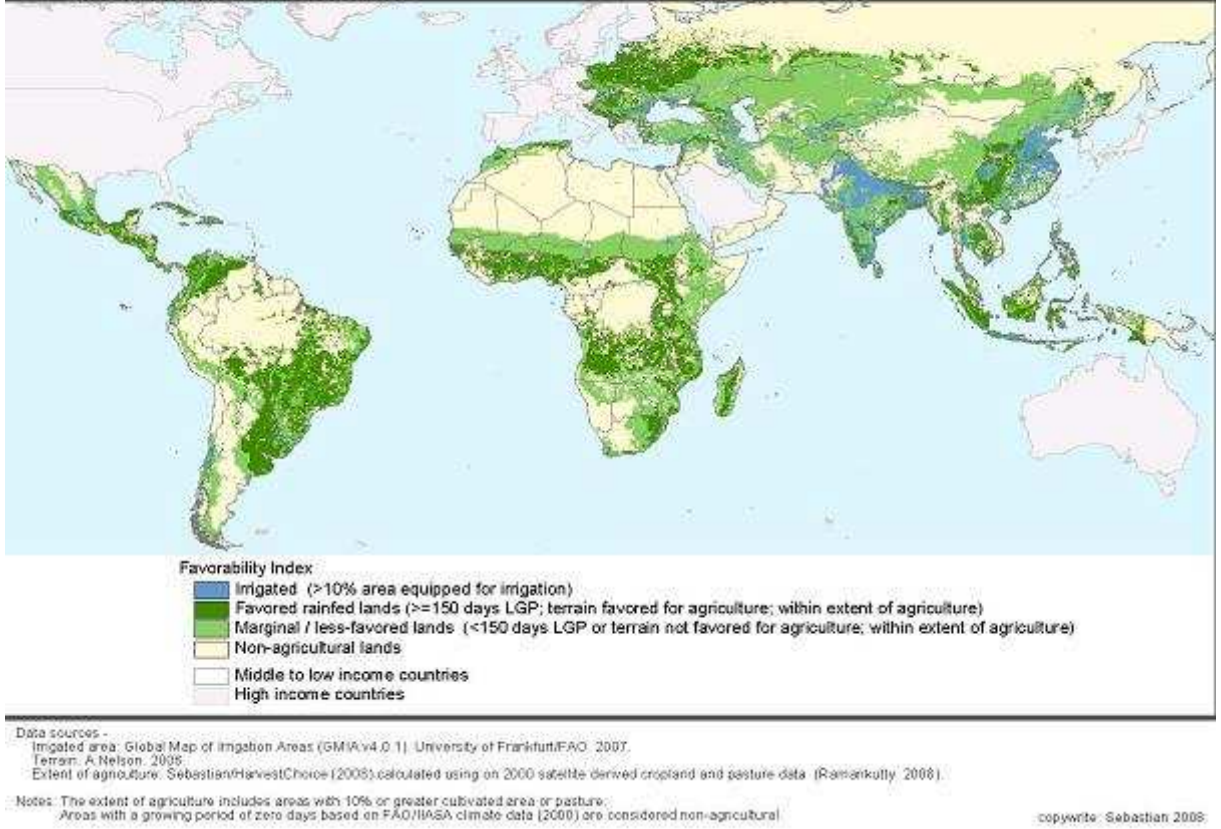 Favorability Index
Irrigated (>10% area equipped for irrigation)
Favored rainfed lands (>=150 days LGP; terrain favored for agriculture; within extent of agriculture)
Marginal / less-favored lands (<150 days LGP or terrain not favored for agriculture; within extent of agriculture)
Non-agricultural lands
Middle to low income countries
High income countries
Data sources -
Irrigated area: Global Map of Irrigation Areas (GMIA v4.0.1). University of Frankfurt/FAO. 2007.
Terrain: A.Nelson. 2006.
Extent of agriculture: Sebastian/HarvestChoice (2008) calculated using on 2000 satellite derived cropland and pasture data (Ramankutty. 2008).
Notes: The extent of agriculture includes areas with 10% or greater cultivated area or pasture.
Areas with a growing period of zero days based on FAO/IIASA climate data (2000) are considered non-agricultural.
copywrite: Sebastian 2008